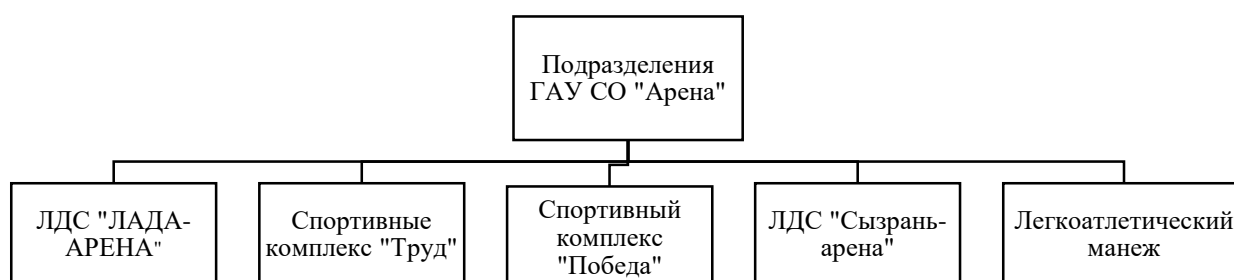 Подразделения
ГАУ СО "Арена"
ЛДС "ЛАДА-
АРЕНА"
Спортивные
комплекс "Труд"
Спортивный
комплекс
"Победа"
ЛДС "Сызрань-
арена"
Легкоатлетический
манеж